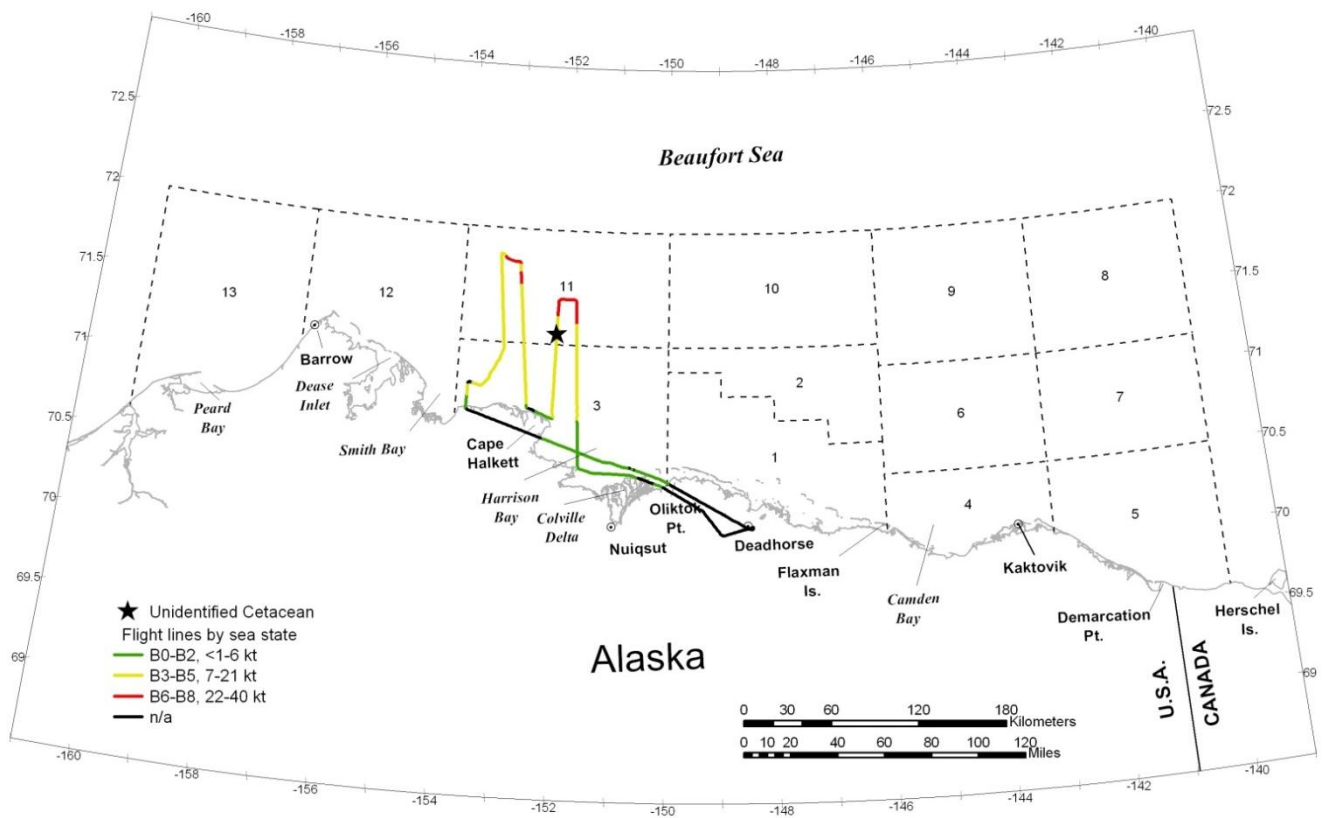 -160
-158
-156
-154
-152
-150
-148
-146
-144
-142
-140
72.5
72.5
Beaufort Sea
72
72
71.5
71.5
13
12
11
10
9
8
71
71
Barrow
Dease
Inlet
Peard
Bay
Smith Bay
3
2
6
7
70.5
70.5
Cape
Halkett
1
4
5
Harrison
Bay
Colville
Delta
Oliktok
Pt.
Nuiqsut
Deadhorse
Flaxman
Is.
Camden
Bay
Kaktovik
Demarcation
Pt.
Herschel
Is.
70
70
69.5
69.5
Unidentified Cetacean
Flight lines by sea state
B0-B2, <1-6 kt
B3-B5, 7-21 kt
B6-B8, 22-40 kt
n/a
Alaska
U.S.A.
CANADA
69
69
0 30 60 120 180
Kilometers
0 10 20 40 60 80 100 120
Miles
-160
-158
-156
-154
-152
-150
-148
-146
-144
-142
-140